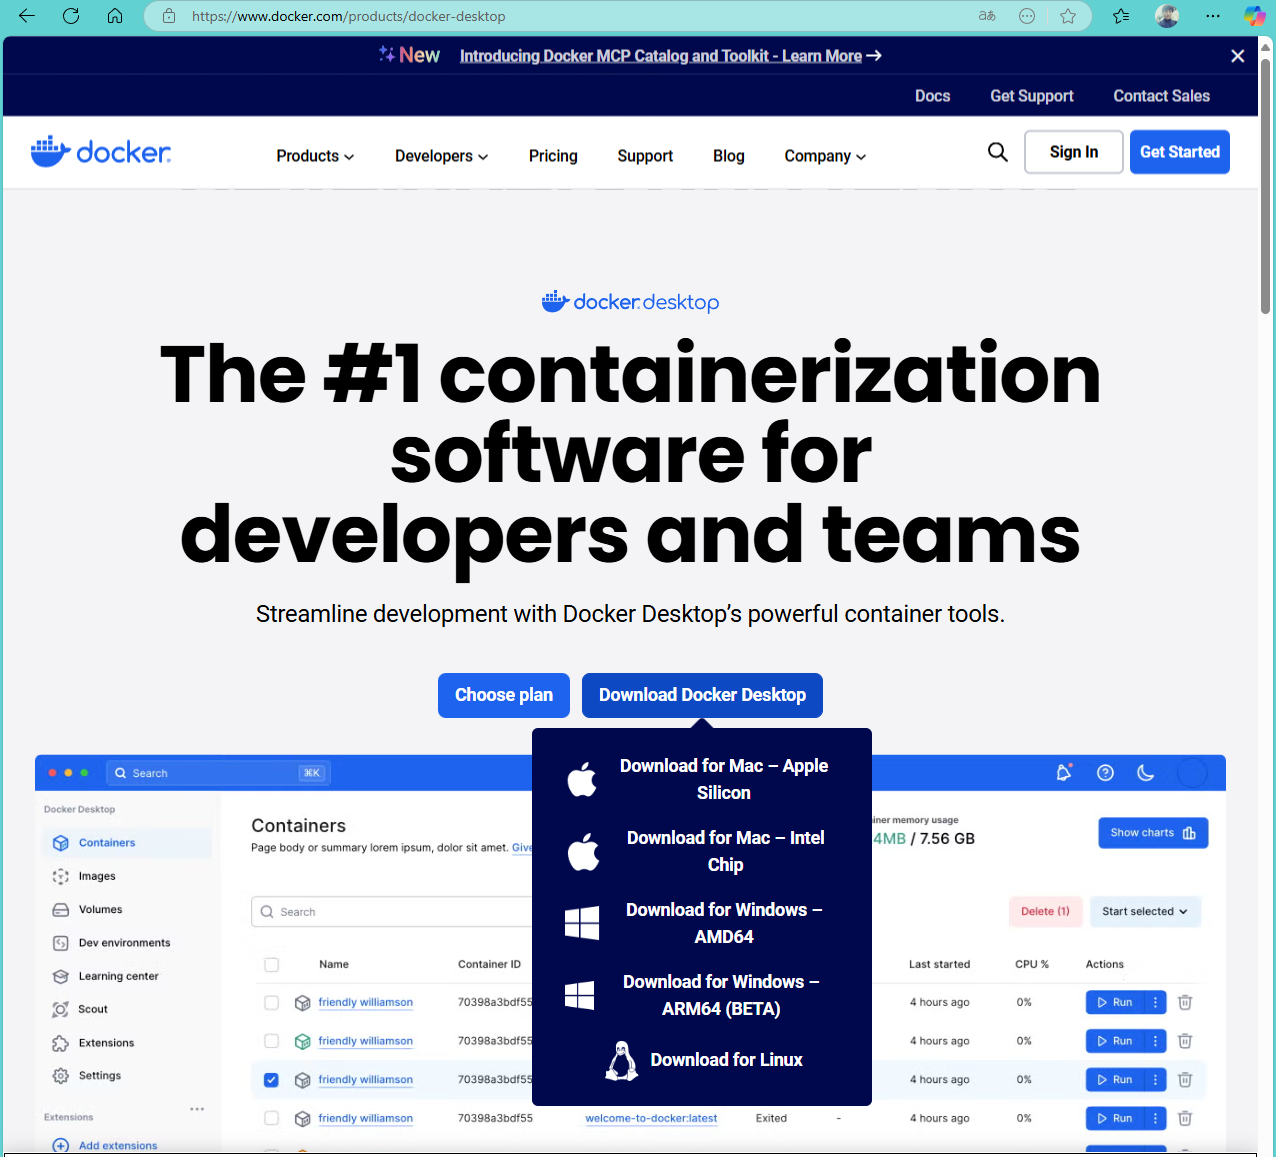 https://www.docker.com/products/docker-desktop
New Introducing Docker MCP Catalog and Toolkit - Learn More
Docs Get Support Contact Sales
docker Products Developers Pricing Support Blog Company Sign In Get Started
docker desktop
The #1 containerization
software for
developers and teams
Streamline development with Docker Desktop’s powerful container tools.
Choose plan Download Docker Desktop
Download for Mac – Apple
Silicon
Download for Mac – Intel
Chip
Download for Windows –
AMD64
Download for Windows –
ARM64 (BETA)
Download for Linux
Search ⌘K
Docker Desktop
Containers
Images
Volumes
Dev environments
Learning center
Scout
Extensions
Settings
Extensions
Add extensions
Containers
Page body or summary lorem ipsum, dolor sit amet. Give
iner memory usage
4MB / 7.56 GB
Show charts
Search
Delete (1) Start selected
Name Container ID Last started CPU % Actions
friendly williamson 70398a3bdf55 4 hours ago 0% Run
friendly williamson 70398a3bdf55 4 hours ago 0% Run
friendly williamson 70398a3bdf55 4 hours ago 0% Run
friendly williamson 70398a3bdf55 welcome-to-docker:latest Exited - 4 hours ago 0% Run